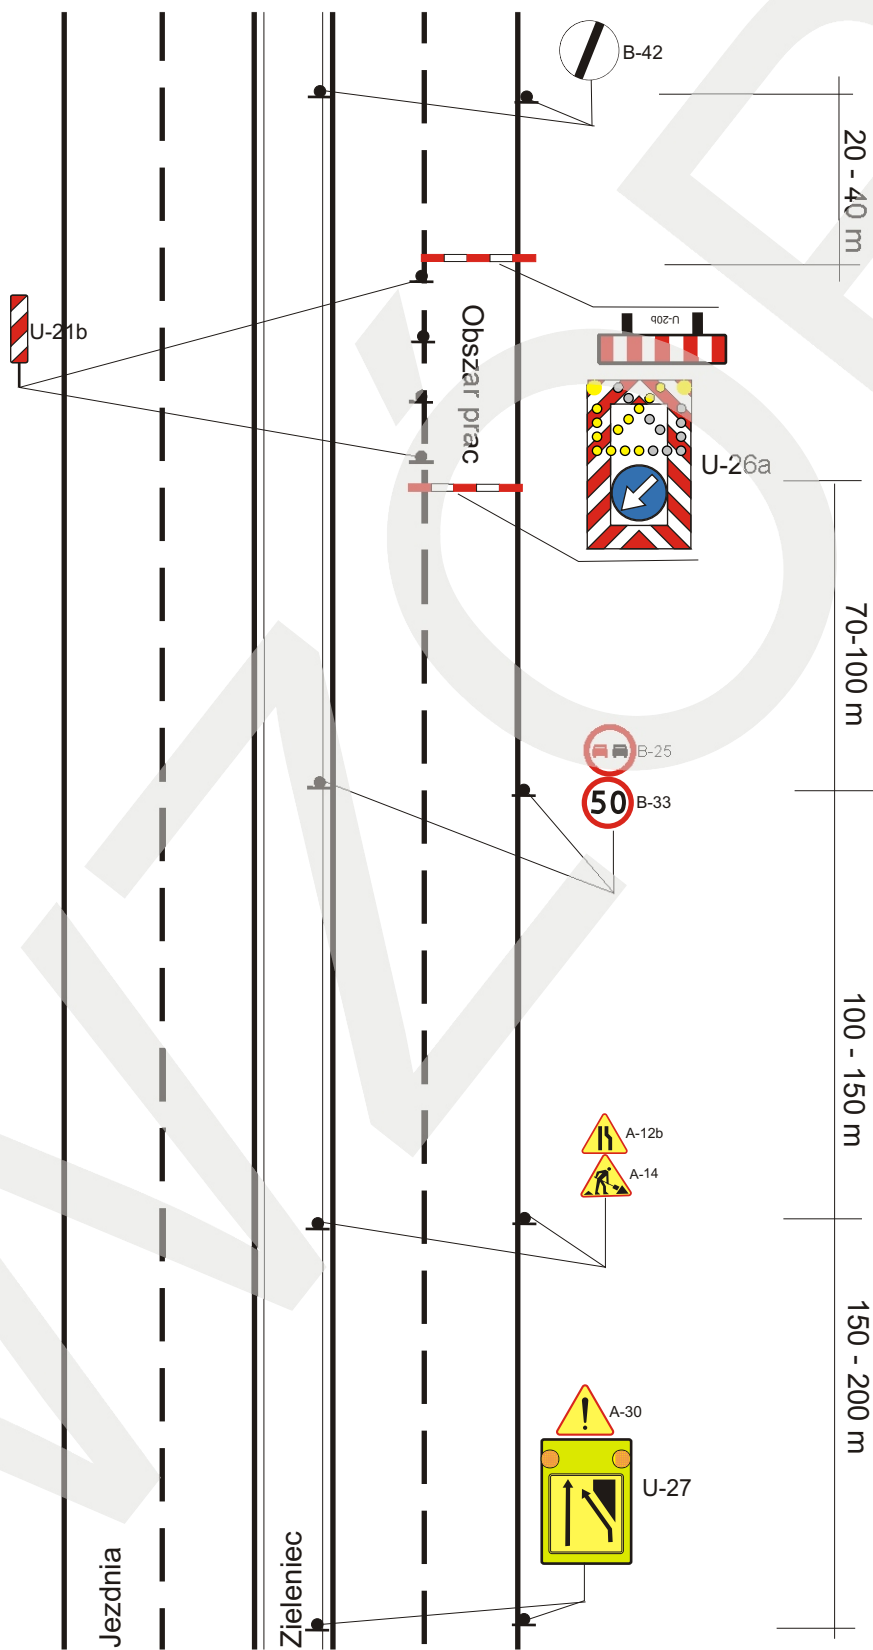 B-42
20 - 40 m
U-21b
U-20b
Obszar prac
U-26a
70-100 m
B-25
50
B-33
100 - 150 m
A-12b
A-14
150 - 200 m
A-30
U-27
Jezdnia
Zieleniec
WZÓR